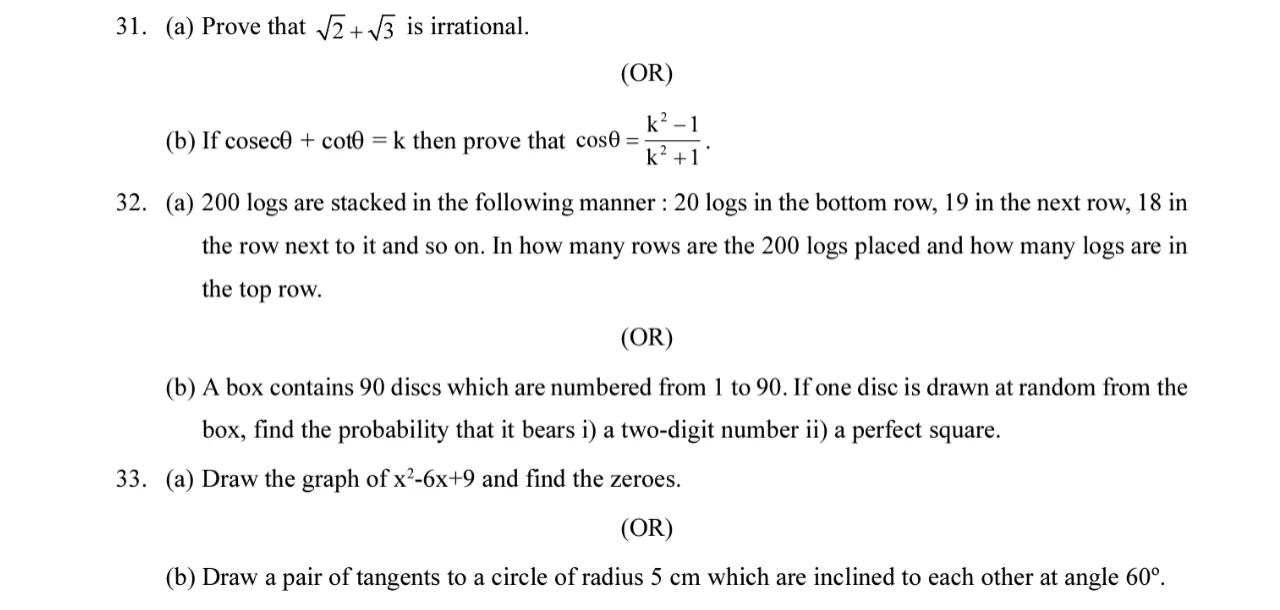 31. (a) Prove that √2 + √3 is irrational.
(OR)
(b) If cosecθ + cotθ = k then prove that cosθ = (k² – 1)/(k² + 1) .
32. (a) 200 logs are stacked in the following manner : 20 logs in the bottom row, 19 in the next row, 18 in
the row next to it and so on. In how many rows are the 200 logs placed and how many logs are in
the top row.
(OR)
(b) A box contains 90 discs which are numbered from 1 to 90. If one disc is drawn at random from the
box, find the probability that it bears i) a two-digit number ii) a perfect square.
33. (a) Draw the graph of x²-6x+9 and find the zeroes.
(OR)
(b) Draw a pair of tangents to a circle of radius 5 cm which are inclined to each other at angle 60º.